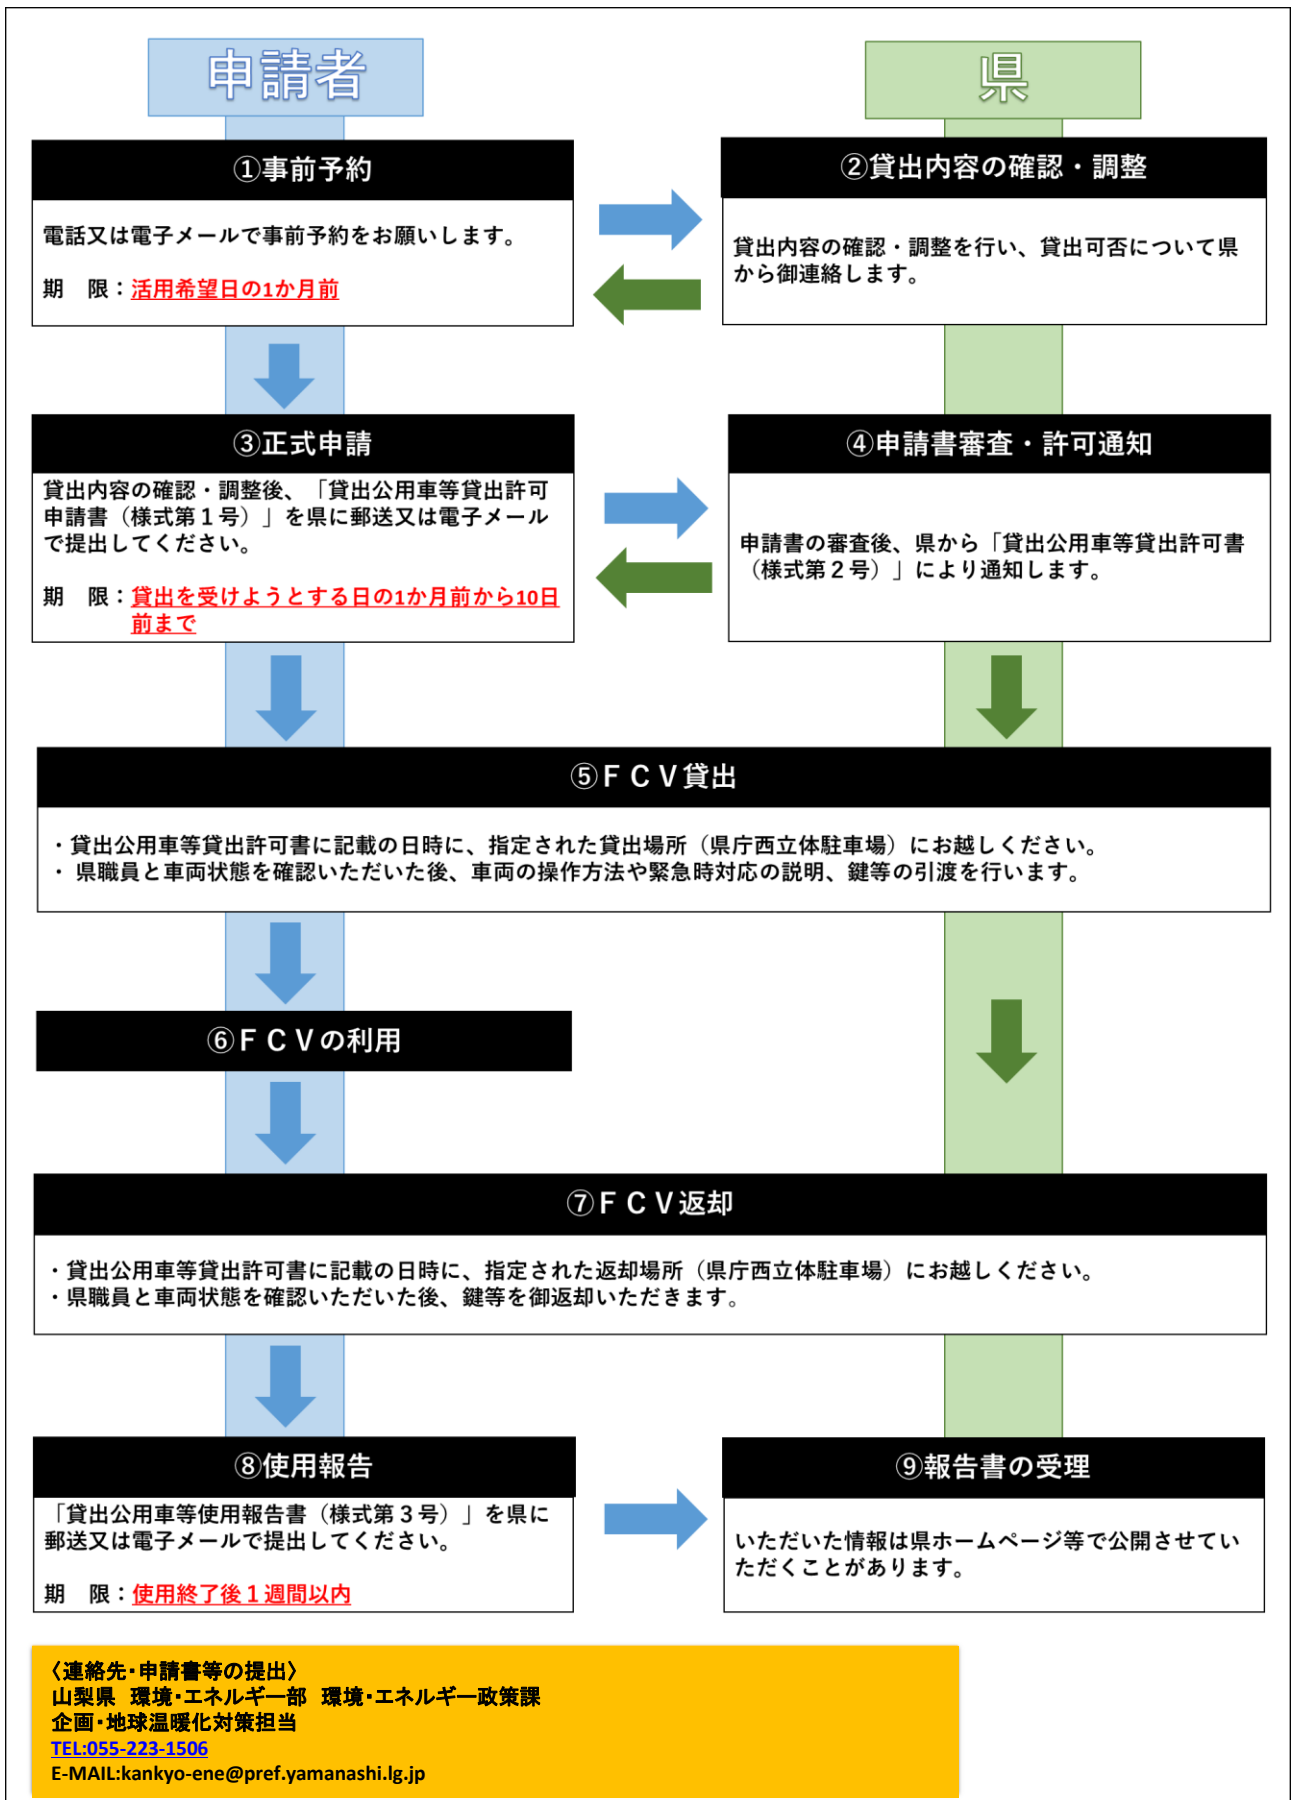 申請者
県
①事前予約
電話又は電子メールで事前予約をお願いします。
期　限：活用希望日の1か月前
②貸出内容の確認・調整
貸出内容の確認・調整を行い、貸出可否について県
から御連絡します。
③正式申請
貸出内容の確認・調整後、「貸出公用車等貸出許可
申請書（様式第１号）」を県に郵送又は電子メール
で提出してください。
期　限：貸出を受けようとする日の1か月前から10日
前まで
④申請書審査・許可通知
申請書の審査後、県から「貸出公用車等貸出許可書
（様式第２号）」により通知します。
⑤ＦＣＶ貸出
・貸出公用車等貸出許可書に記載の日時に、指定された貸出場所（県庁西立体駐車場）にお越しください。
・ 県職員と車両状態を確認いただいた後、車両の操作方法や緊急時対応の説明、鍵等の引渡を行います。
⑥ＦＣＶの利用
⑦ＦＣＶ返却
・貸出公用車等貸出許可書に記載の日時に、指定された返却場所（県庁西立体駐車場）にお越しください。
・県職員と車両状態を確認いただいた後、鍵等を御返却いただきます。
⑧使用報告
「貸出公用車等使用報告書（様式第３号）」を県に
郵送又は電子メールで提出してください。
期　限：使用終了後１週間以内
⑨報告書の受理
いただいた情報は県ホームページ等で公開させてい
ただくことがあります。
〈連絡先・申請書等の提出〉
山梨県　環境・エネルギー部　環境・エネルギー政策課
企画・地球温暖化対策担当
TEL:055-223-1506
E-MAIL:kankyo-ene@pref.yamanashi.lg.jp